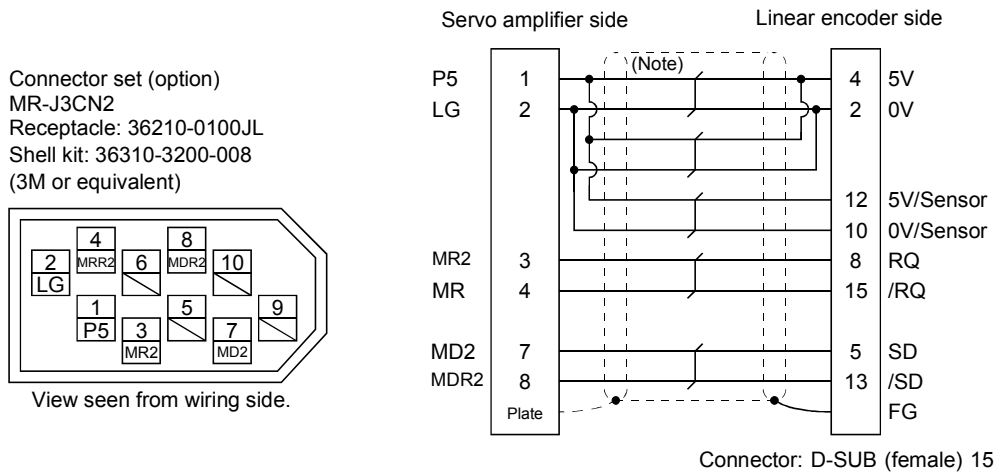 Servo amplifier side
Linear encoder side
Connector set (option)
MR-J3CN2
Receptacle: 36210-0100JL
Shell kit: 36310-3200-008
(3M or equivalent)
4
MRR2
8
MDR2
2
LG
6
10
1
P5
5
9
3
MR2
7
MD2
View seen from wiring side.
(Note)
P5 1 4 5V
LG 2 2 0V
12 5V/Sensor
10 0V/Sensor
MR2 3 8 RQ
MR 4 15 /RQ
MD2 7 5 SD
MDR2 8 13 /SD
Plate FG
Connector: D-SUB (female) 15